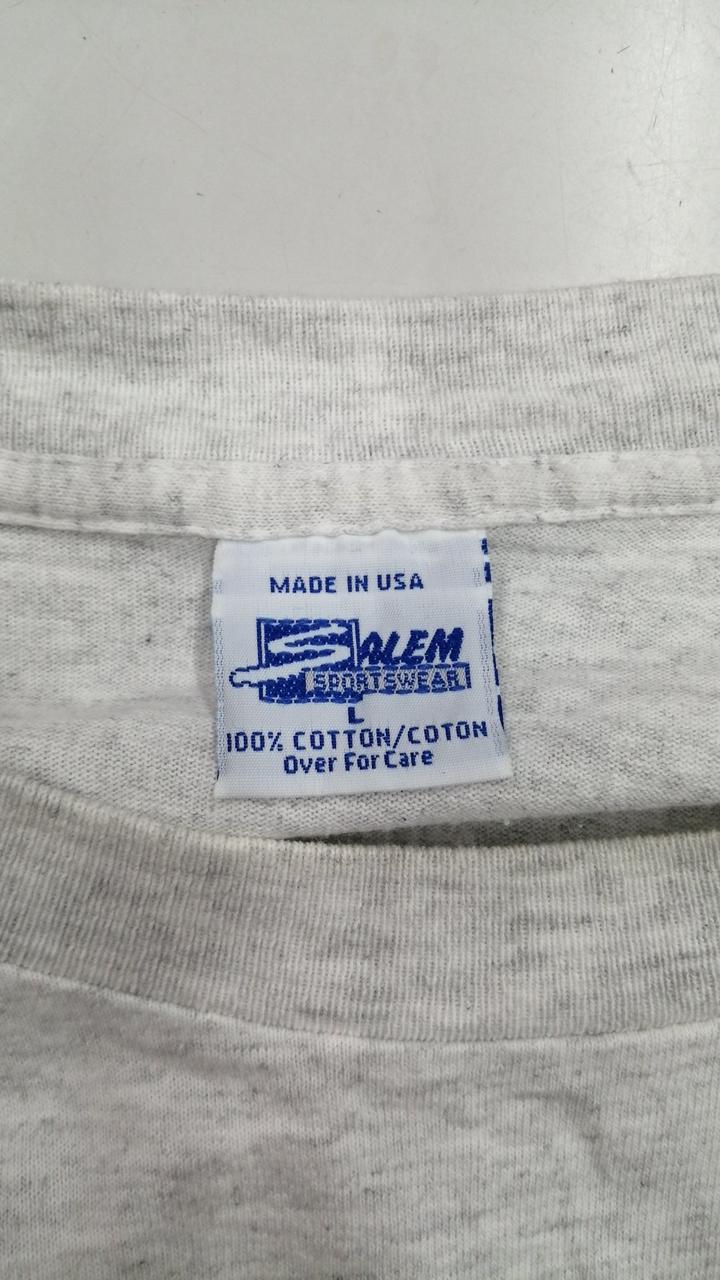 MADE IN USA
SALEM
SPORTSWEAR
L
100% COTTON/COTON
Over For Care